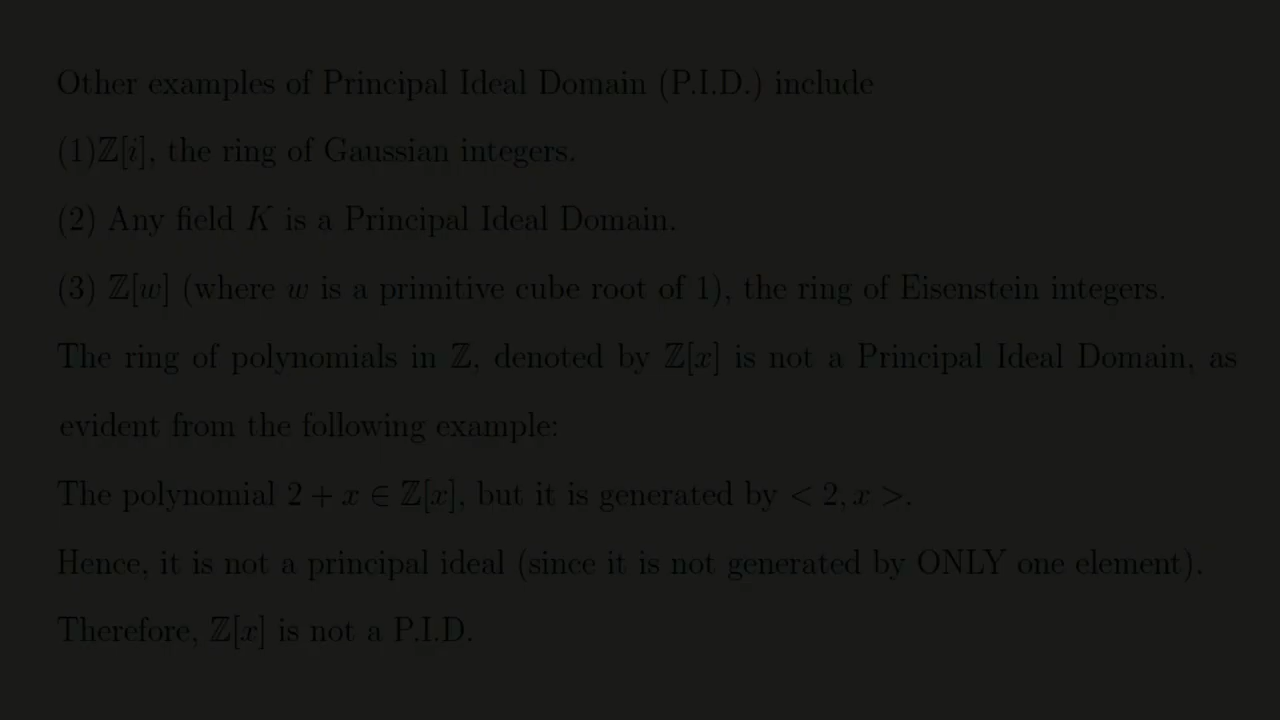 Other examples of Principal Ideal Domain (P.I.D.) include
(1)ℤ[i], the ring of Gaussian integers.
(2) Any field K is a Principal Ideal Domain.
(3) ℤ[w] (where w is a primitive cube root of 1), the ring of Eisenstein integers.
The ring of polynomials in ℤ, denoted by ℤ[x] is not a Principal Ideal Domain, as
evident from the following example:
The polynomial 2 + x ∈ ℤ[x], but it is generated by < 2, x >.
Hence, it is not a principal ideal (since it is not generated by ONLY one element).
Therefore, ℤ[x] is not a P.I.D.